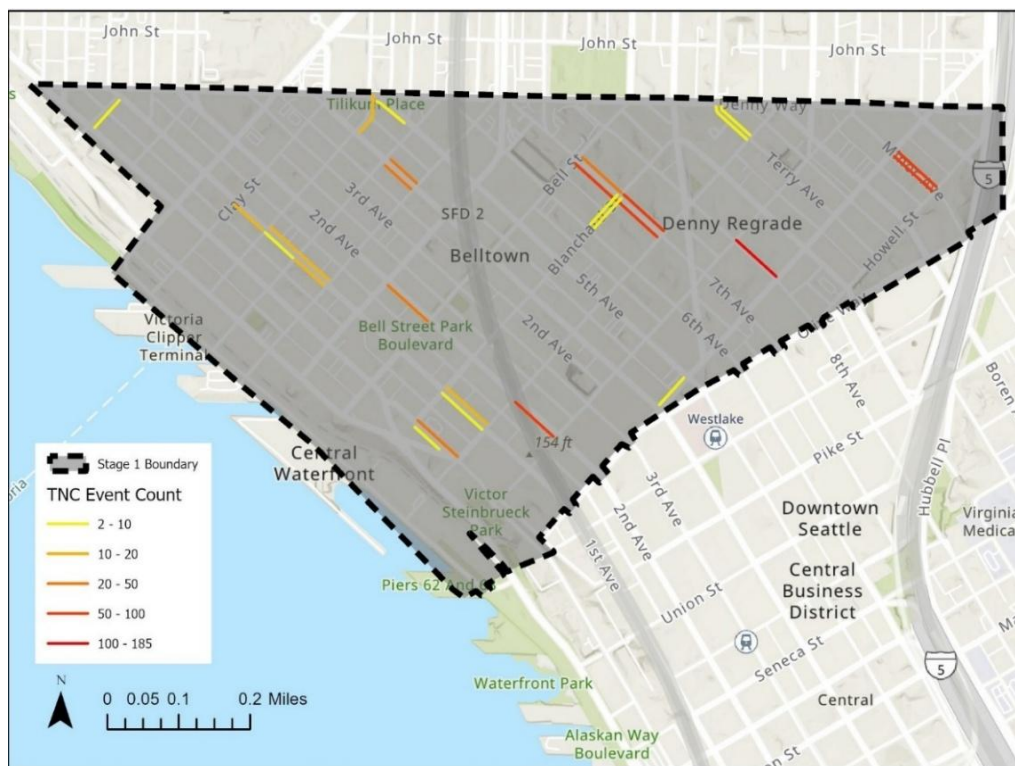 John St
John St
John St
John St
Tilikum Place
Denny Way
Bell St
Terry Ave
Clay St
3rd Ave
2nd Ave
SFD 2
Denny Regrade
Howell St
5
Belltown
5th Ave
7th Ave
6th Ave
2nd Ave
Bell Street Park
Boulevard
Victoria
Clipper
Terminal
8th Ave
Westlake
Pike St
Hubbell Pl
154 ft
Central
Waterfront
3rd Ave
2nd Ave
1st Ave
Victor
Steinbrueck
Park
Downtown
Seattle
Virginia
Central
Business
District
Piers 62 And
Union St
Seneca St
5
Waterfront Park
Central
Alaskan Way
Boulevard
Stage 1 Boundary
TNC Event Count
2 - 10
10 - 20
20 - 50
50 - 100
100 - 185
N
0 0.05 0.1 0.2 Miles